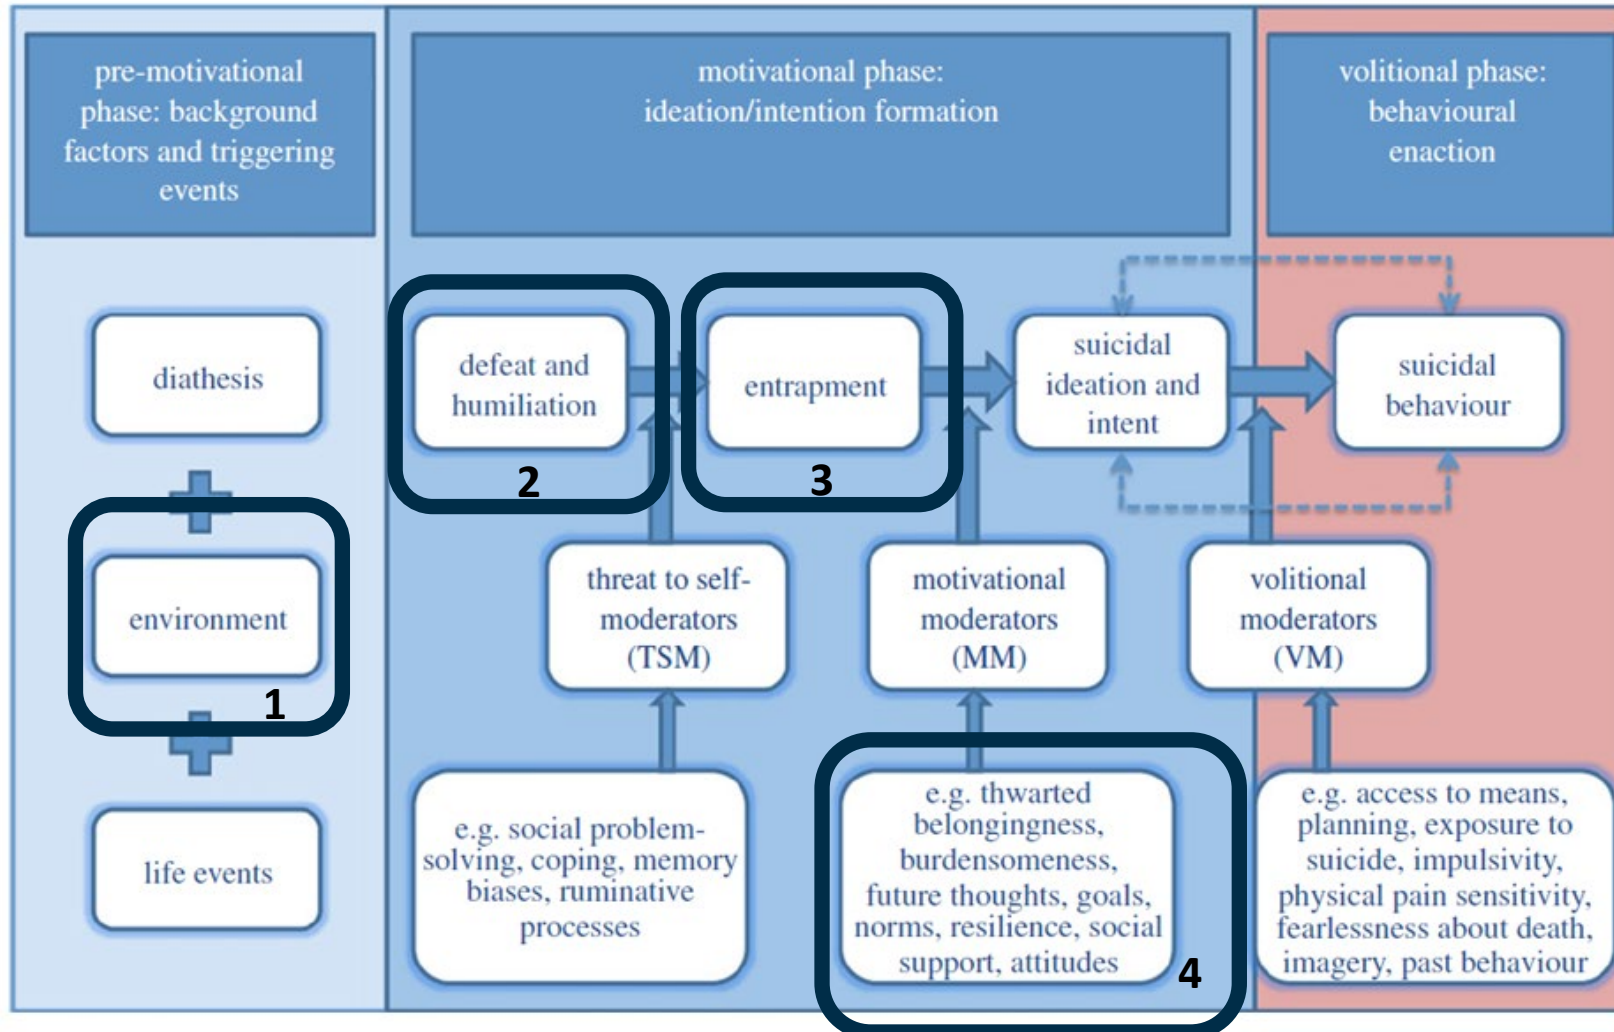 pre-motivational
phase: background
factors and triggering
events
motivational phase:
ideation/intention formation
volitional phase:
behavioural
enaction
diathesis
environment
1
life events
defeat and
humiliation
2
entrapment
3
suicidal
ideation and
intent
suicidal
behaviour
threat to self-
moderators
(TSM)
motivational
moderators
(MM)
volitional
moderators
(VM)
e.g. social problem-
solving, coping, memory
biases, ruminative
processes
e.g. thwarted
belongingness,
burdensomeness,
future thoughts, goals,
norms, resilience, social
support, attitudes
4
e.g. access to means,
planning, exposure to
suicide, impulsivity,
physical pain sensitivity,
fearlessness about death,
imagery, past behaviour